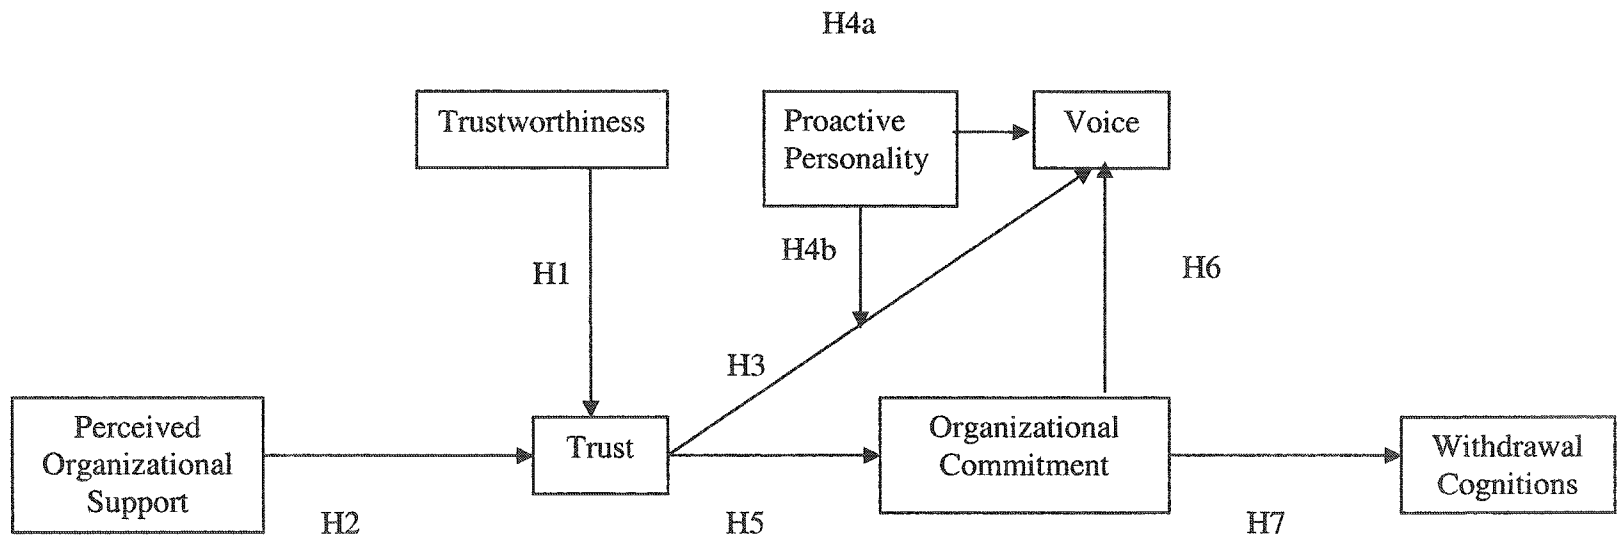 H4a
Trustworthiness
Proactive
Personality
Voice
H4b
H1
H6
H3
Perceived
Organizational
Support
Trust
Organizational
Commitment
Withdrawal
Cognitions
H2
H5
H7